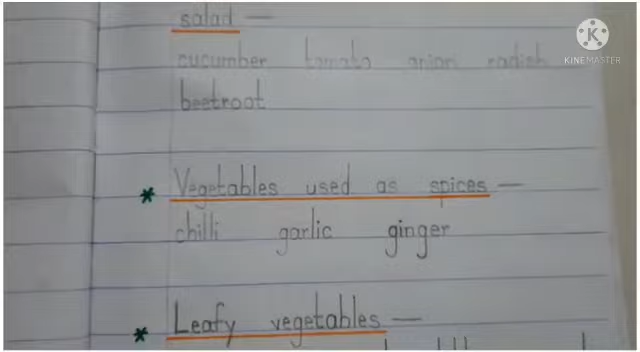 salad —
cucumber tomato onion radish
beetroot
* Vegetables used as spices —
chilli garlic ginger
* Leafy vegetables —
KINEMASTER